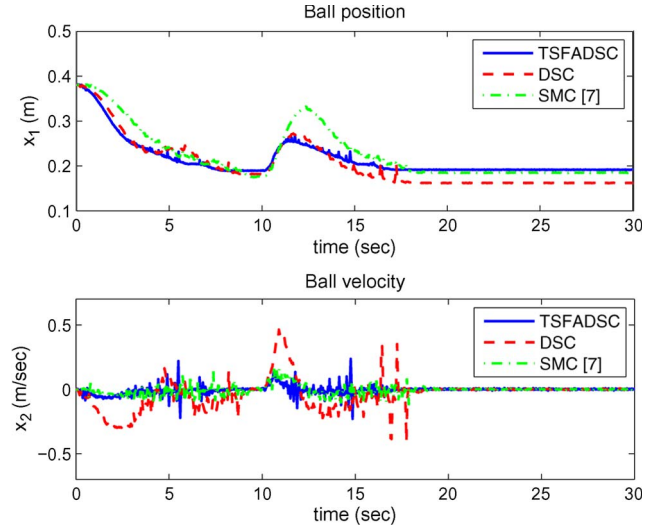 Ball position
0.5
0.4
0.3
0.2
0.1
x1 (m)
TSFADSC
DSC
SMC [7]
0 5 10 15 20 25 30
time (sec)
Ball velocity
0.5
0
−0.5
x2 (m/sec)
TSFADSC
DSC
SMC [7]
0 5 10 15 20 25 30
time (sec)